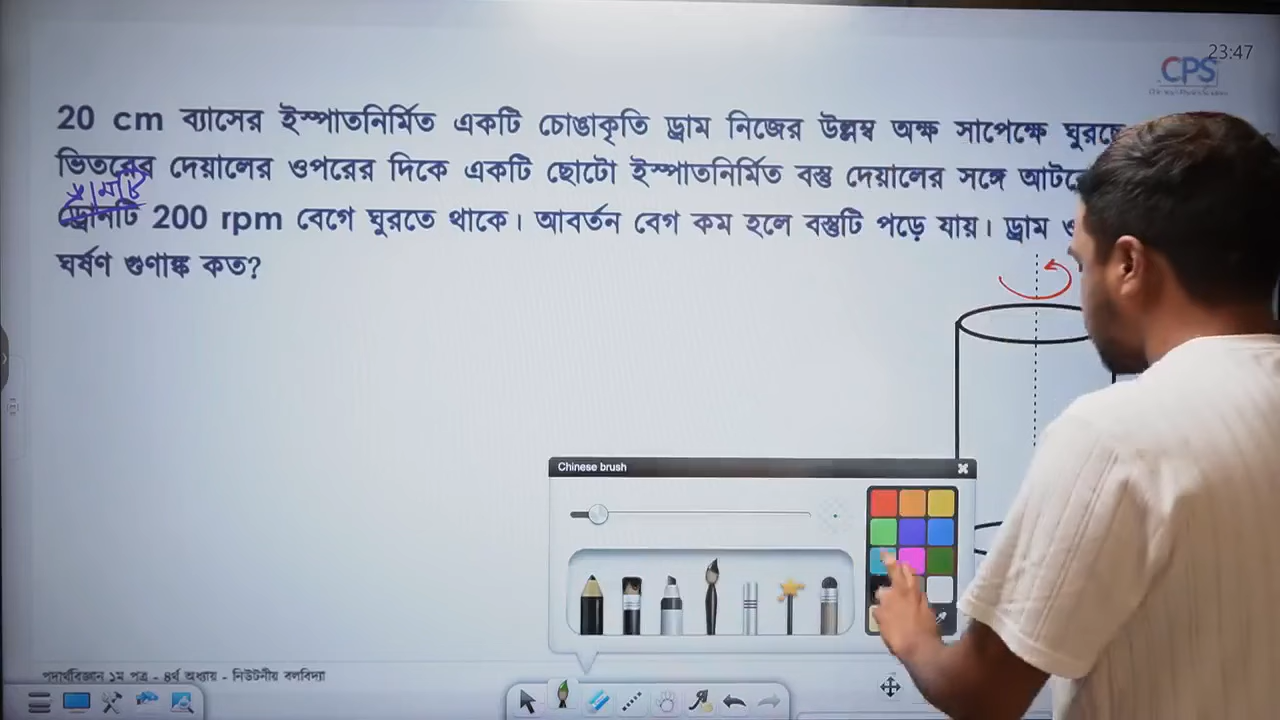 23:47
CPS
20 cm ব্যাসের ইস্পাতনির্মিত একটি চোঙাকৃতি ড্রাম নিজের উল্লম্ব অক্ষ সাপেক্ষে ঘুরছে
ভিতরের দেয়ালের ওপরের দিকে একটি ছোটো ইস্পাতনির্মিত বস্তু দেয়ালের সঙ্গে
ড্রামটি
ড্রোনটি 200 rpm বেগে ঘুরতে থাকে। আবর্তন বেগ কম হলে বস্তুটি পড়ে যায়। ড্রাম
ঘর্ষণ গুণাঙ্ক কত?
Chinese brush
পদার্থবিজ্ঞান ১ম পত্র - ৪র্থ অধ্যায় - নিউটনীয় বলবিদ্যা